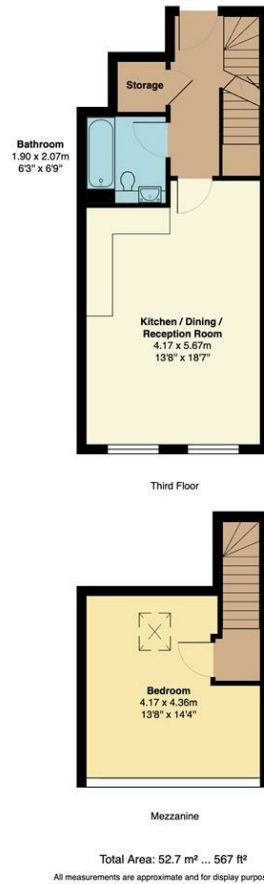 Storage
Bathroom
1.90 x 2.07m
6'3" x 6'9"
Kitchen / Dining /
Reception Room
4.17 x 5.67m
13'8" x 18'7"
Third Floor
Bedroom
4.17 x 4.36m
13'8" x 14'4"
Mezzanine
Total Area: 52.7 m² ... 567 ft²
All measurements are approximate and for display purpos